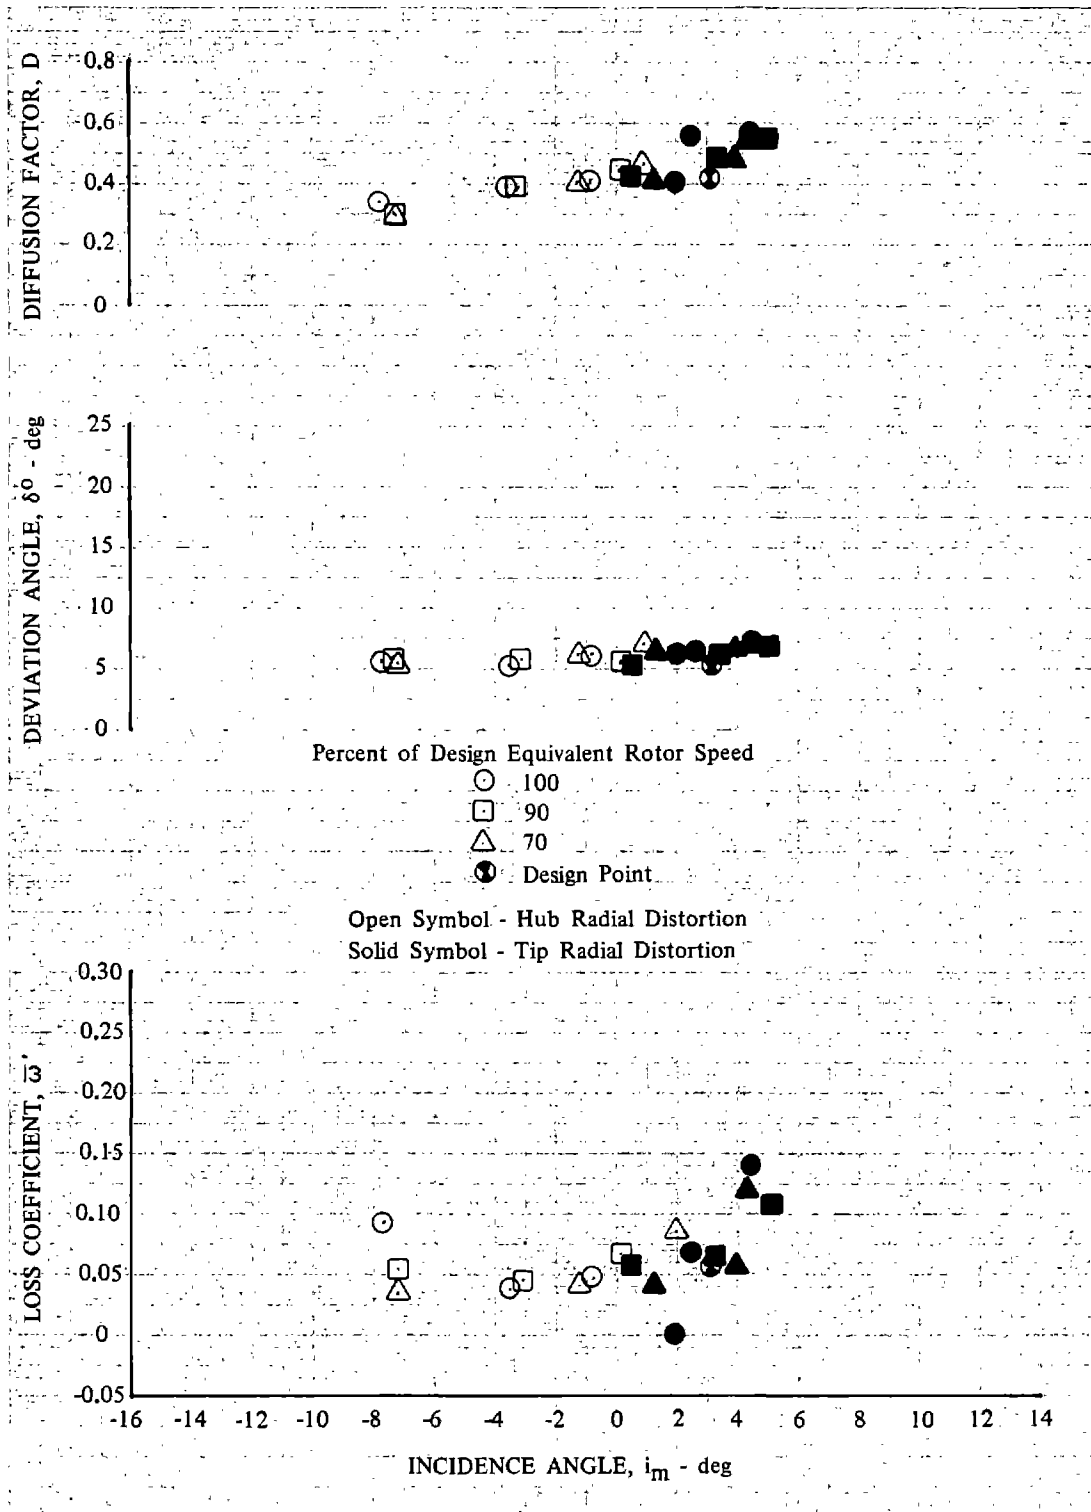 DIFFUSION FACTOR, D
0.8
0.6
0.4
0.2
0
DEVIATION ANGLE, δ° - deg
25
20
15
10
5
0
Percent of Design Equivalent Rotor Speed
100
90
70
Design Point
Open Symbol - Hub Radial Distortion
Solid Symbol - Tip Radial Distortion
LOSS COEFFICIENT, ω̅'
0.30
0.25
0.20
0.15
0.10
0.05
0
-0.05
-16 -14 -12 -10 -8 -6 -4 -2 0 2 4 6 8 10 12 14
INCIDENCE ANGLE, im - deg